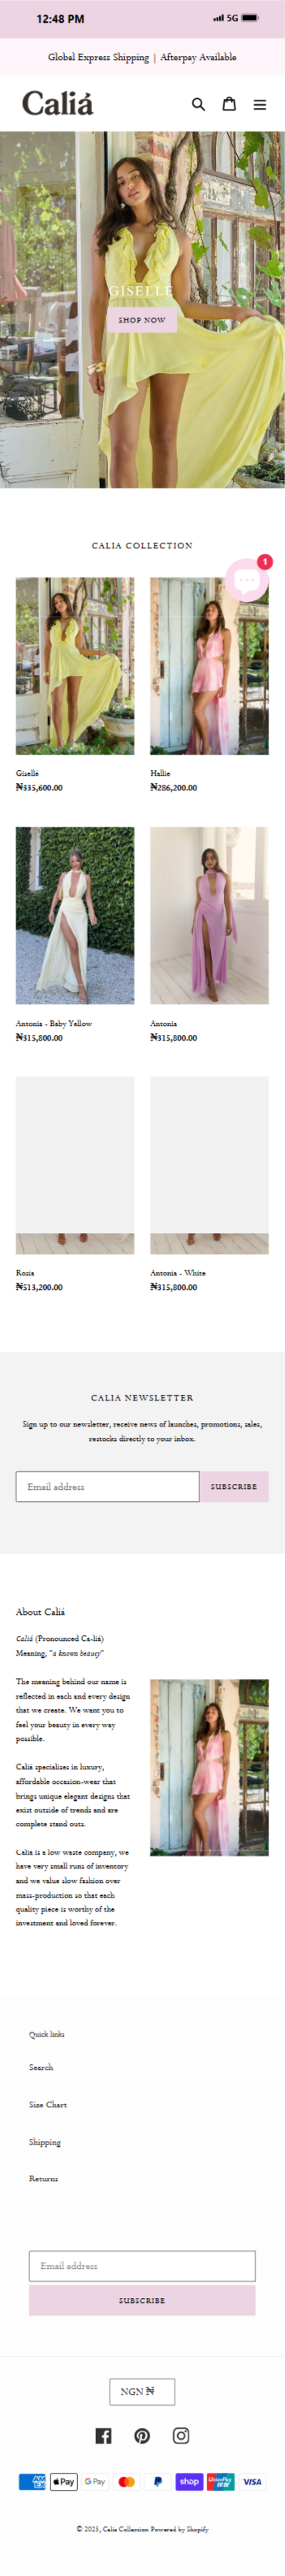 12:48 PM
5G
Global Express Shipping | Afterpay Available
Caliá
GISELLE
SHOP NOW
CALIA COLLECTION
1
Giselle
₦335,600.00
Hallie
₦286,200.00
Antonia - Baby Yellow
₦315,800.00
Antonia
₦315,800.00
Rozia
₦513,200.00
Antonia - White
₦315,800.00
CALIA NEWSLETTER
Sign up to our newsletter, receive news of launches, promotions, sales,
restocks directly to your inbox.
Email address
SUBSCRIBE
About Caliá
Caliá (Pronounced Ca-liá)
Meaning, "a known beauty"
The meaning behind our name is
reflected in each and every design
that we create. We want you to
feel your beauty in every way
possible.
Caliá specialises in luxury,
affordable occasion-wear that
brings unique elegant designs that
exist outside of trends and are
complete stand outs.
Calia is a low waste company, we
have very small runs of inventory
and we value slow fashion over
mass-production so that each
quality piece is worthy of the
investment and loved forever.
Quick links
Search
Size Chart
Shipping
Returns
Email address
SUBSCRIBE
NGN ₦
AMEX
Pay
G Pay
shop
UnionPay
VISA
© 2025, Calia Collection Powered by Shopify